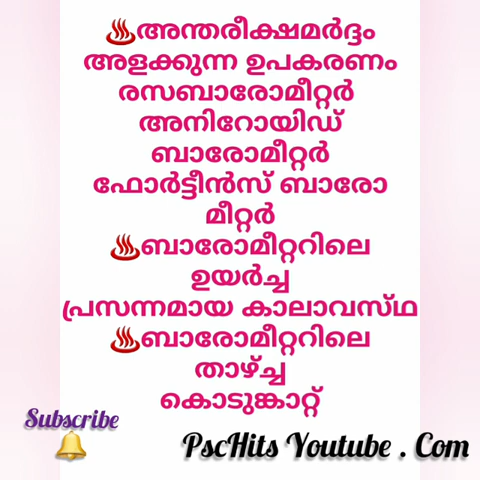 ♨അന്തരീക്ഷമർദ്ദം
അളക്കുന്ന ഉപകരണം
രസബാരോമീറ്റർ
അനിറോയിഡ്
ബാരോമീറ്റർ
ഫോർട്ടീൻസ് ബാരോ
മീറ്റർ
♨ബാരോമീറ്ററിലെ
ഉയർച്ച
പ്രസന്നമായ കാലാവസ്ഥ
♨ബാരോമീറ്ററിലെ
താഴ്ച്ച
കൊടുങ്കാറ്റ്
Subscribe
PscHits Youtube . Com